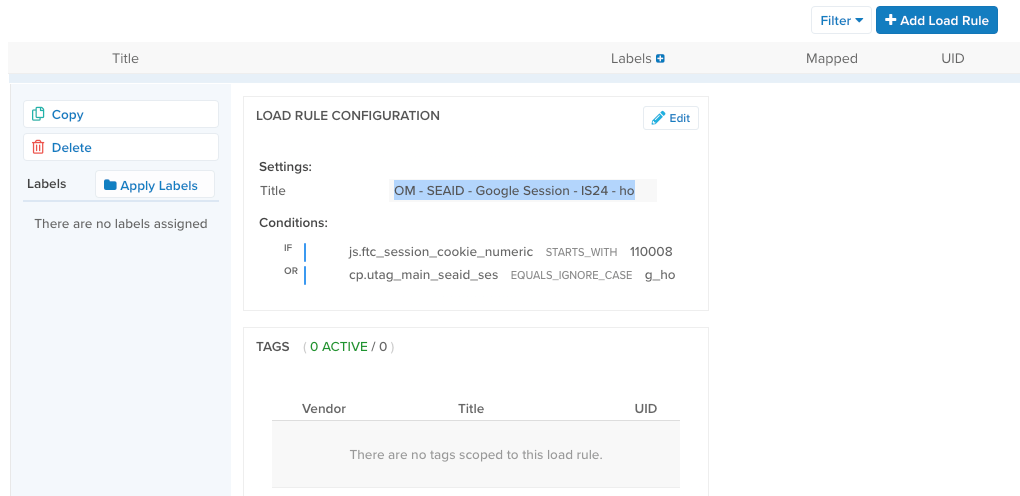 Filter
Add Load Rule
Title Labels Mapped UID
Copy
Delete
Labels Apply Labels
There are no labels assigned
LOAD RULE CONFIGURATION Edit
Settings:
Title OM - SEAID - Google Session - IS24 - ho
Conditions:
IF js.ftc_session_cookie_numeric STARTS_WITH 110008
OR cp.utag_main_seaid_ses EQUALS_IGNORE_CASE g_ho
TAGS ( 0 ACTIVE / 0 )
Vendor Title UID
There are no tags scoped to this load rule.